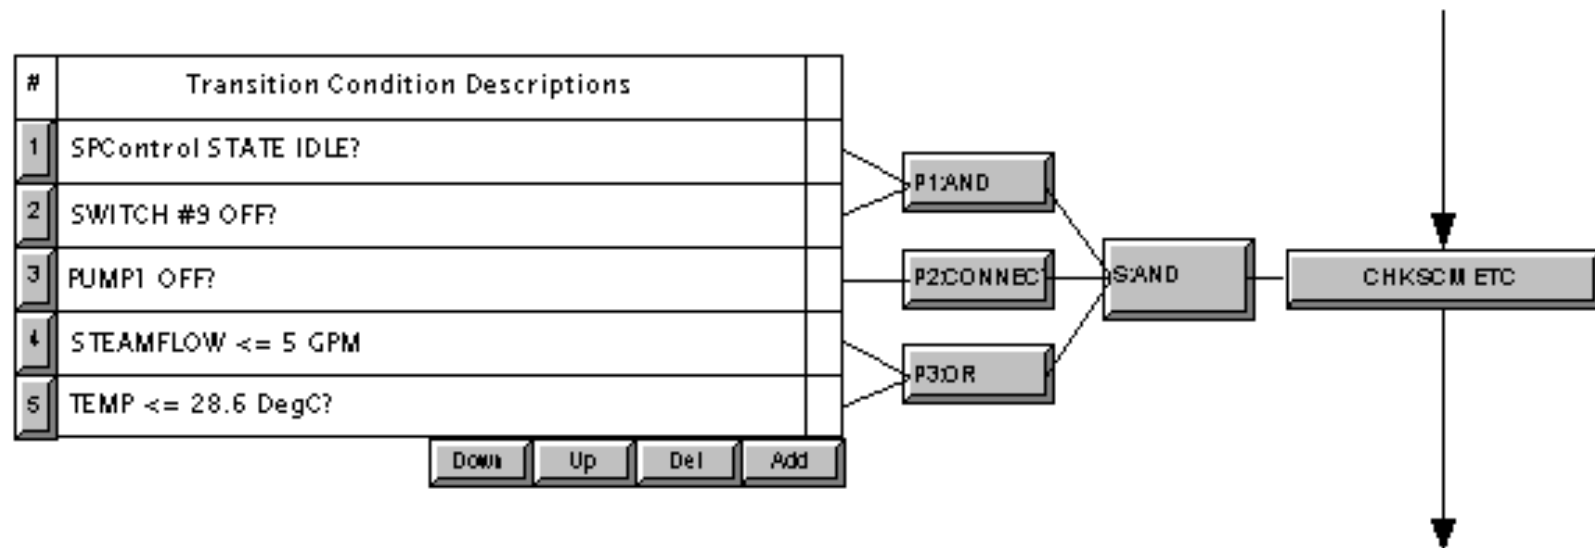 # Transition Condition Descriptions
1 SPControl STATE IDLE?
2 SWITCH #9 OFF?
3 PUMP1 OFF?
4 STEAMFLOW <= 5 GPM
5 TEMP <= 28.6 DegC?
Down Up Del Add
P1:AND
P2:CONNECT
P3:OR
S:AND
CHKSCM ETC